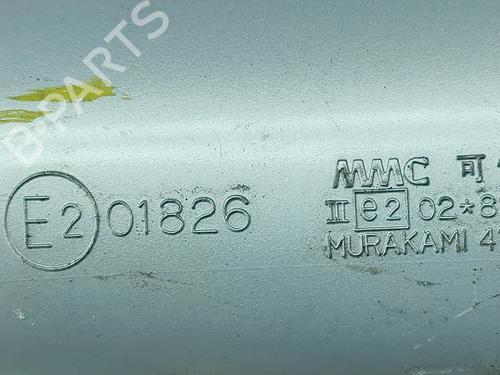 B-PARTS
MMC 可
E2 01826 II e2 02*8
MURAKAMI 4